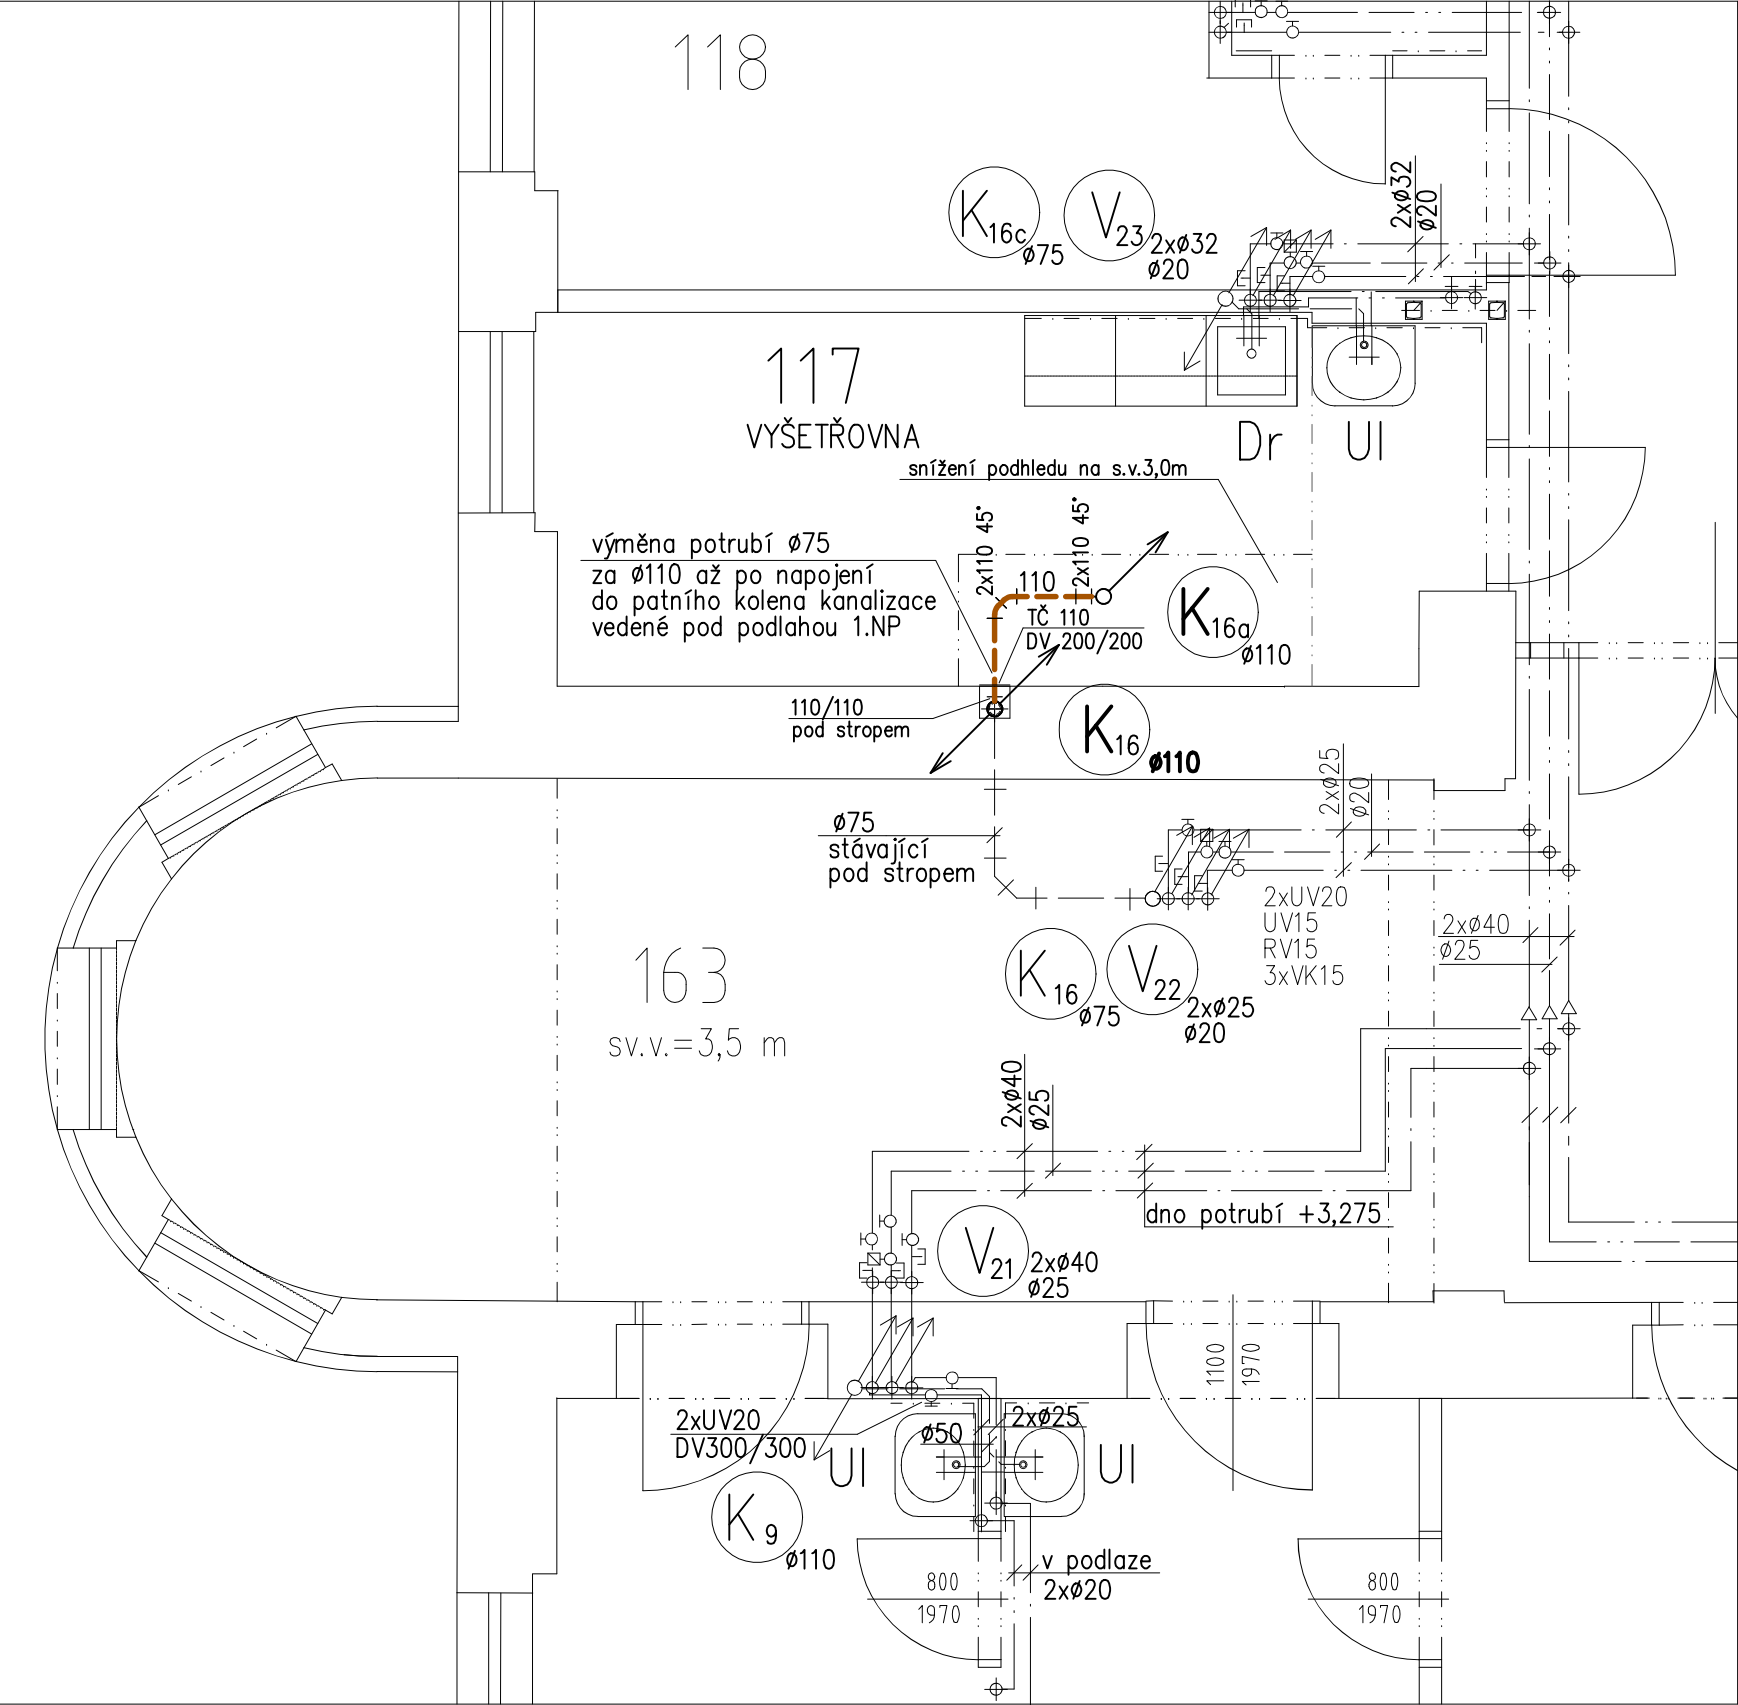 118
K16c
ø75
V23
2xø32
ø20
2xø32
ø20
117
VYŠETŘOVNA
Dr
Ul
snížení podhledu na s.v.3,0m
2x110 45°
2x110 45°
výměna potrubí ø75
za ø110 až po napojení
do patního kolena kanalizace
vedené pod podlahou 1.NP
110
TČ 110
DV 200/200
K16a
ø110
110/110
pod stropem
K16
ø110
2xø25
ø20
ø75
stávající
pod stropem
2xUV20
UV15
RV15
3xVK15
2xø40
ø25
163
sv.v.=3,5 m
K16
ø75
V22
2xø25
ø20
2xø40
ø25
dno potrubí +3,275
V21
2xø40
ø25
1100
1970
2xUV20
DV300/300
Ul
ø50
2xø25
Ul
K9
ø110
v podlaze
2xø20
800
1970
800
1970